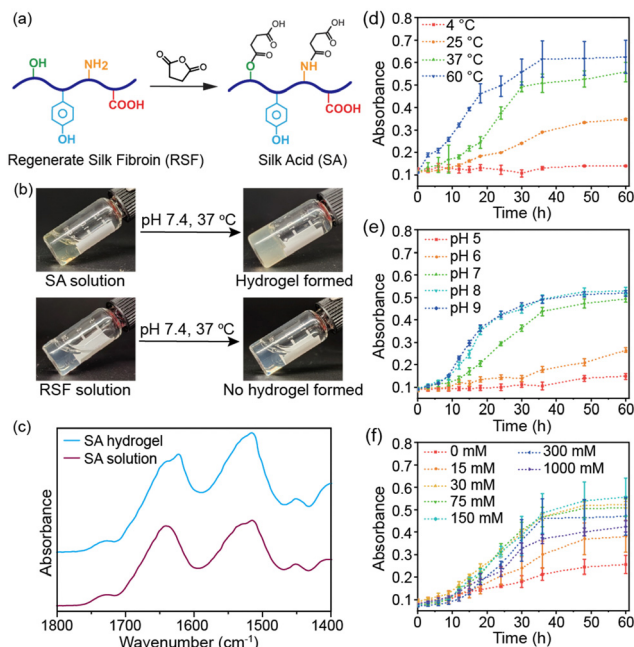 (a)
OH
NH2
COOH
OH
O
O
O
Regenerate Silk Fibroin (RSF)
OH
O
O
O
OH
O
O
NH
COOH
OH
Silk Acid (SA)
(b)
pH 7.4, 37 ºC
SA solution
Hydrogel formed
pH 7.4, 37 ºC
RSF solution
No hydrogel formed
(c)
SA hydrogel
SA solution
Absorbance
1800
1700
1600
1500
1400
Wavenumber (cm-1)
(d)
4 °C
25 °C
37 °C
60 °C
Absorbance
0.8
0.7
0.6
0.5
0.4
0.3
0.2
0.1
0 10 20 30 40 50 60
Time (h)
(e)
pH 5
pH 6
pH 7
pH 8
pH 9
Absorbance
0.8
0.7
0.6
0.5
0.4
0.3
0.2
0.1
0 10 20 30 40 50 60
Time (h)
(f)
0 mM
15 mM
30 mM
75 mM
150 mM
300 mM
1000 mM
Absorbance
0.8
0.7
0.6
0.5
0.4
0.3
0.2
0.1
0 10 20 30 40 50 60
Time (h)